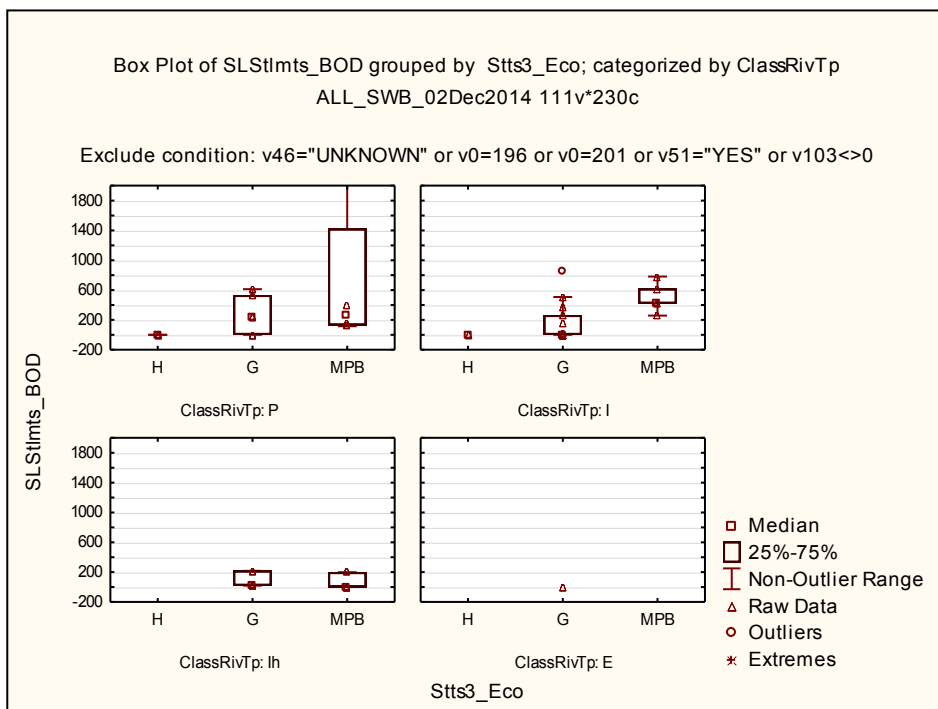 Box Plot of SLStlmts_BOD grouped by Stts3_Eco; categorized by ClassRivTp
ALL_SWB_02Dec2014 111v*230c
Exclude condition: v46="UNKNOWN" or v0=196 or v0=201 or v51="YES" or v103<>0
SLStlmts_BOD
1800
1400
1000
600
200
-200
H G MPB
ClassRivTp: P
H G MPB
ClassRivTp: I
1800
1400
1000
600
200
-200
H G MPB
ClassRivTp: Ih
H G MPB
ClassRivTp: E
Stts3_Eco
Median
25%-75%
Non-Outlier Range
Raw Data
Outliers
Extremes